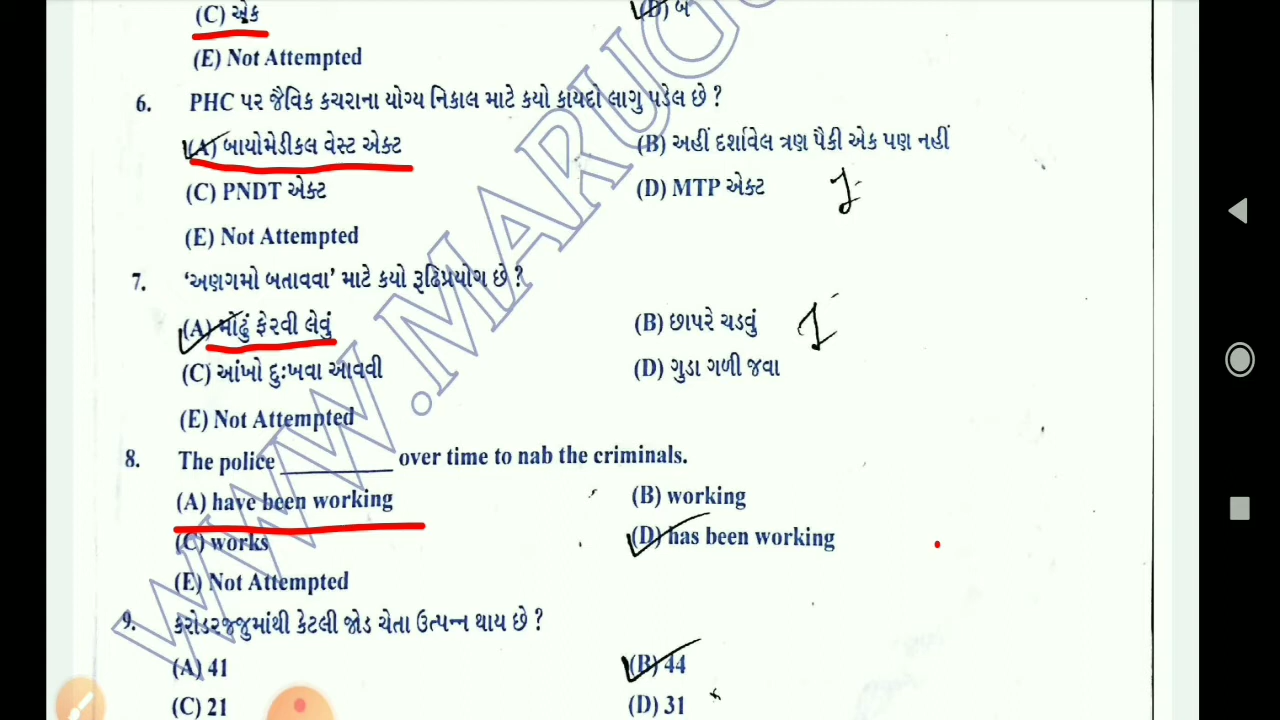 (C) એક (D) બે
(E) Not Attempted
6. PHC પર જૈવિક કચરાના યોગ્ય નિકાલ માટે કયો કાયદો લાગુ પડેલ છે ?
(A) બાયોમેડીકલ વેસ્ટ એક્ટ (B) અહીં દર્શાવેલ ત્રણ પૈકી એક પણ નહીં
(C) PNDT એક્ટ (D) MTP એક્ટ
(E) Not Attempted
7. ‘અણગમો બતાવવા’ માટે કયો રૂઢિપ્રયોગ છે ?
(A) મોઢું ફેરવી લેવું (B) છાપરે ચડવું
(C) આંખો દુઃખવા આવવી (D) ગુડા ગળી જવા
(E) Not Attempted
8. The police __________ over time to nab the criminals.
(A) have been working (B) working
(C) works (D) has been working
(E) Not Attempted
9. કરોડરજ્જુમાંથી કેટલી જોડ ચેતા ઉત્પન્ન થાય છે ?
(A) 41 (B) 44
(C) 21 (D) 31
WWW.MARUG